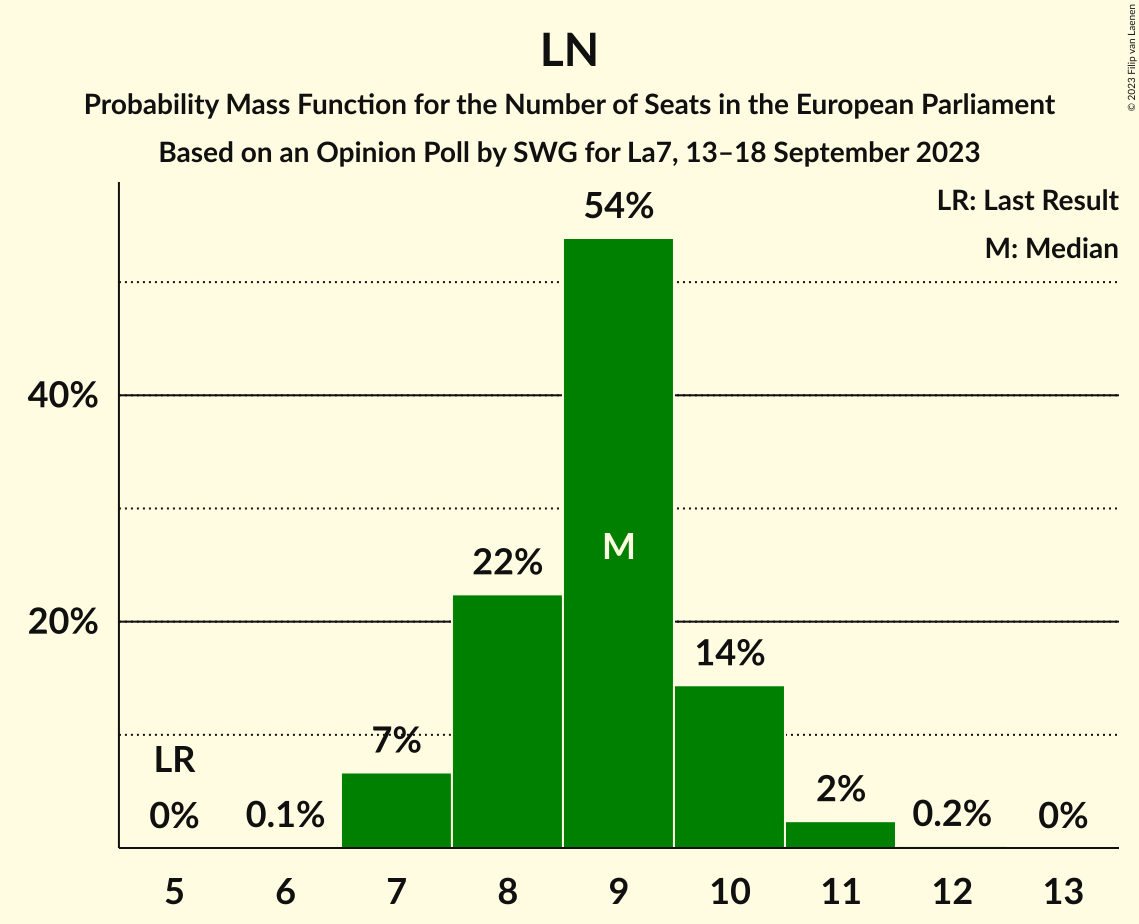 LN
Probability Mass Function for the Number of Seats in the European Parliament
Based on an Opinion Poll by SWG for La7, 13–18 September 2023
© 2023 Filip van Laenen
LR: Last Result
M: Median
54%
40%
M
22%
20%
14%
7%
LR
2%
0% 0.1% 0.2% 0%
5 6 7 8 9 10 11 12 13